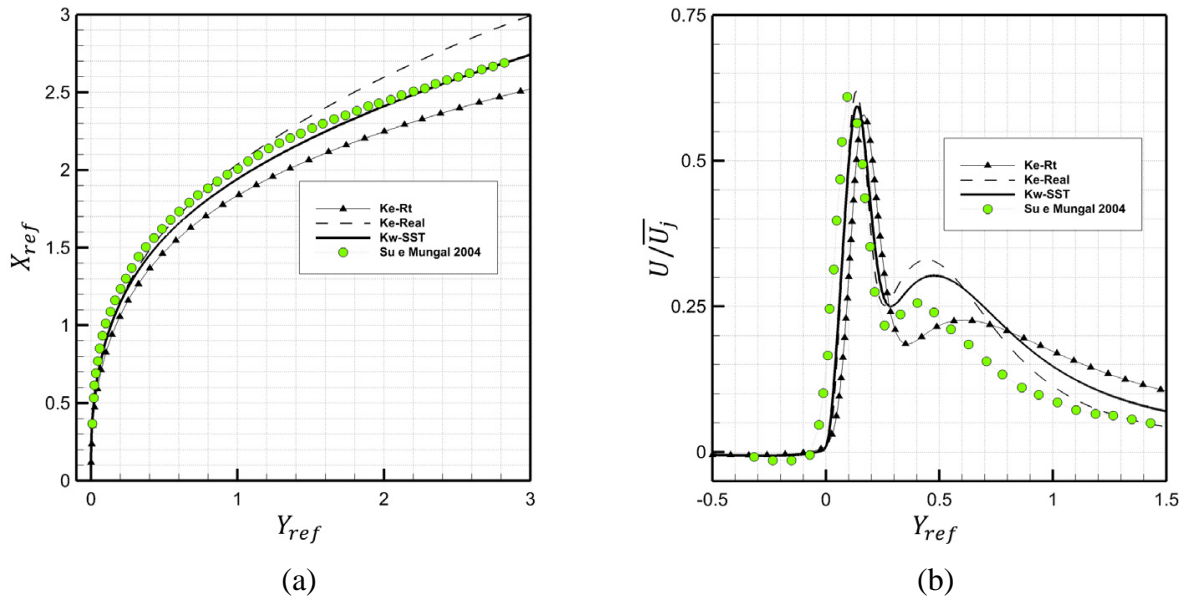 3
2.5
2
1.5
1
0.5
0
0
1
2
3
X_ref
Y_ref
Ke-Rt
Ke-Real
Kw-SST
Su e Mungal 2004
(a)
0.75
0.5
0.25
0
-0.5
0
0.5
1
1.5
U/U̅_j̅
Y_ref
Ke-Rt
Ke-Real
Kw-SST
Su e Mungal 2004
(b)